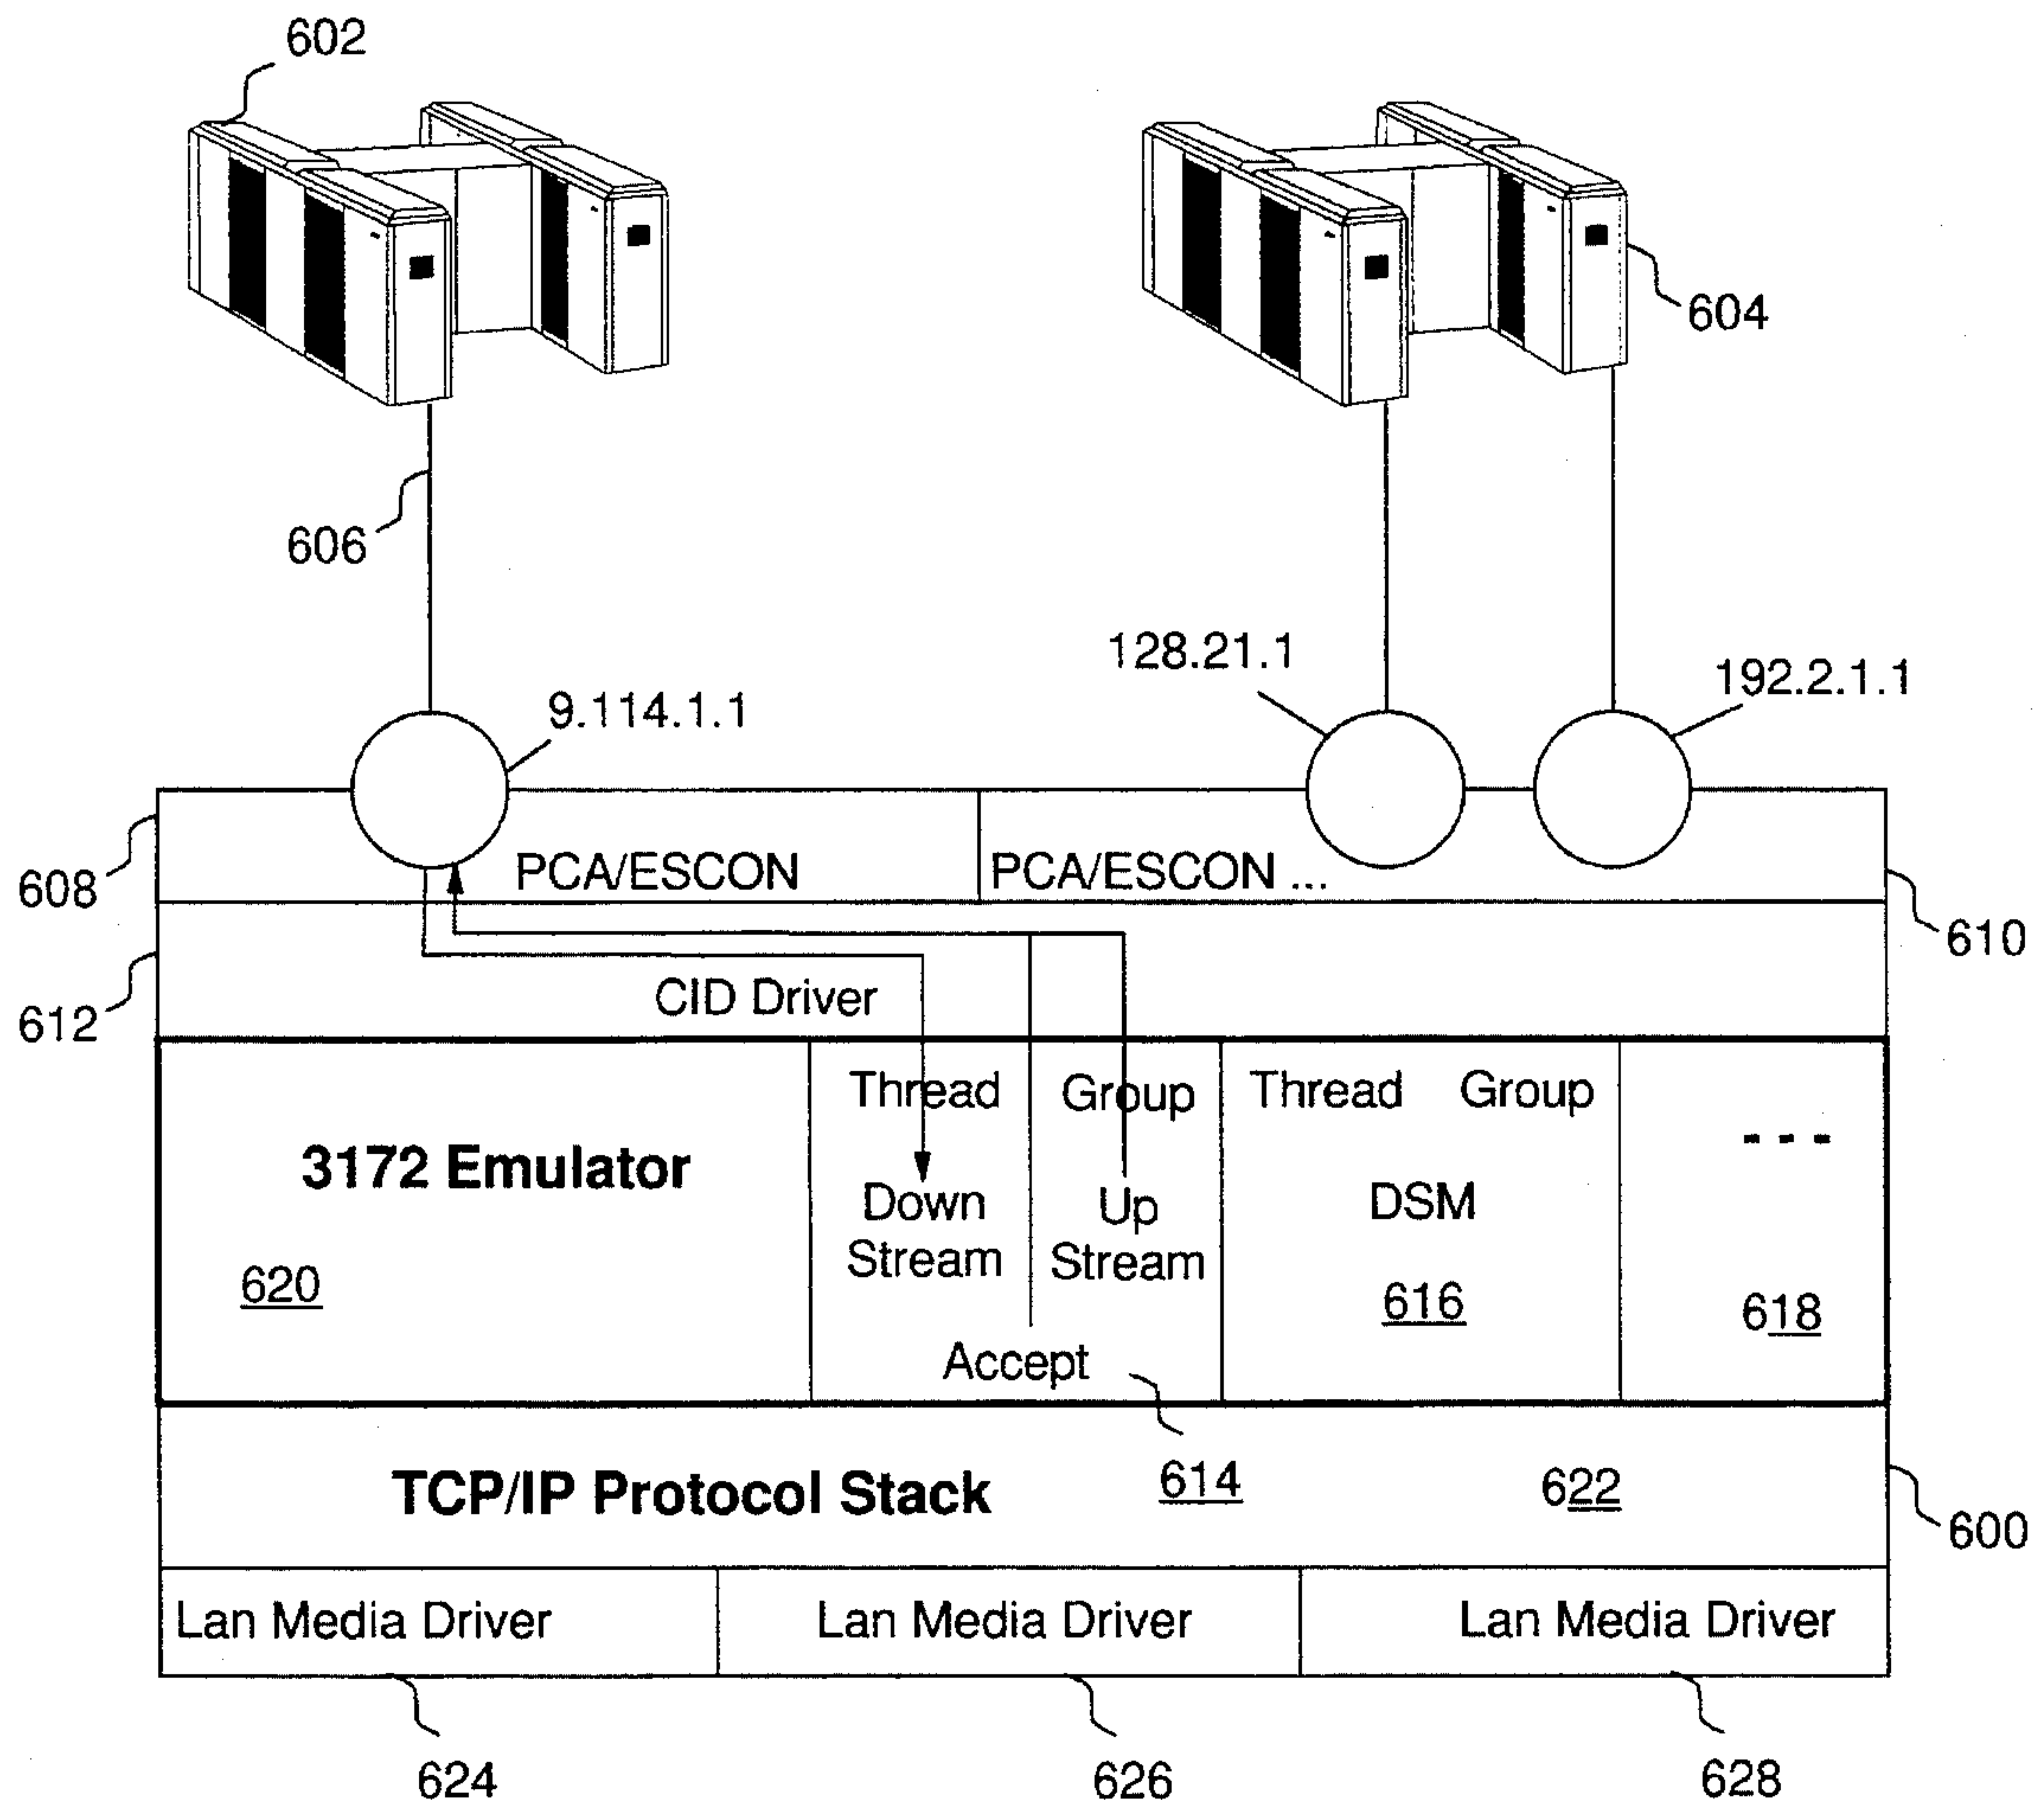 602
604
606
128.21.1
192.2.1.1
9.114.1.1
608
PCA/ESCON
PCA/ESCON ...
610
612
CID Driver
Thread Group
Thread Group
3172 Emulator
- - -
Down
Stream
Up
Stream
DSM
620
616
618
Accept
TCP/IP Protocol Stack
614
622
600
Lan Media Driver
Lan Media Driver
Lan Media Driver
624
626
628